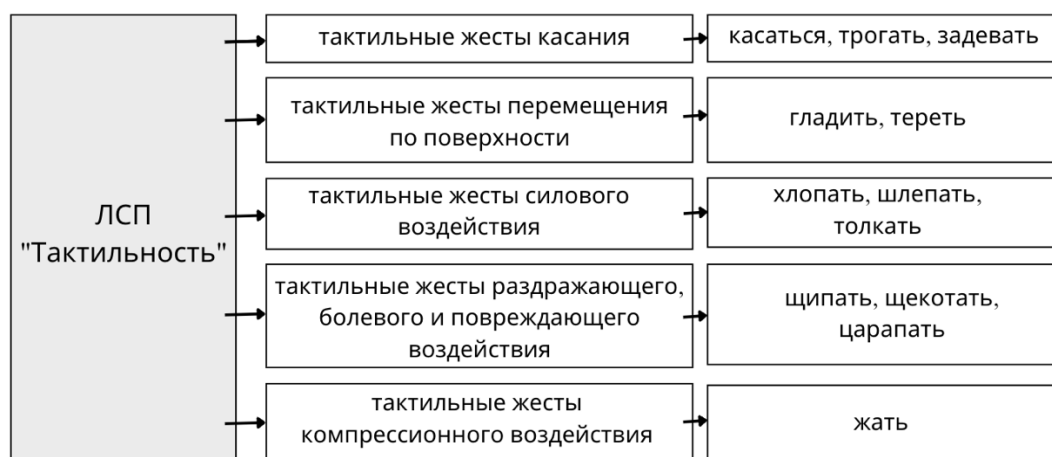 ЛСП
"Тактильность"
тактильные жесты касания
касаться, трогать, задевать
тактильные жесты перемещения
по поверхности
гладить, тереть
тактильные жесты силового
воздействия
хлопать, шлепать,
толкать
тактильные жесты раздражающего,
болевого и повреждающего
воздействия
щипать, щекотать,
царапать
тактильные жесты
компрессионного воздействия
жать